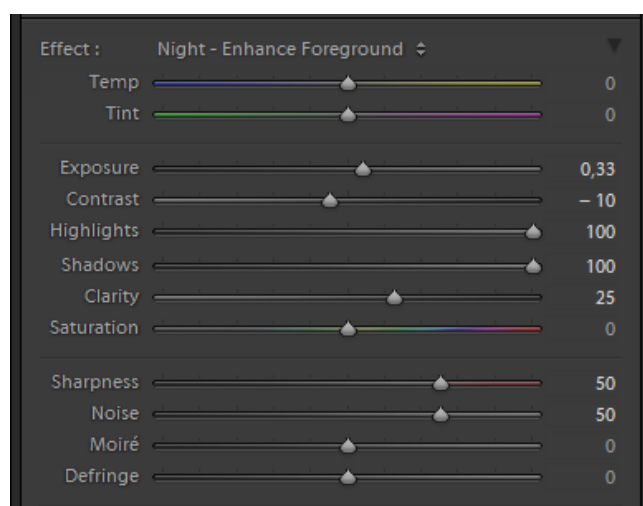 Effect : Night - Enhance Foreground
Temp 0
Tint 0
Exposure 0,33
Contrast – 10
Highlights 100
Shadows 100
Clarity 25
Saturation 0
Sharpness 50
Noise 50
Moiré 0
Defringe 0